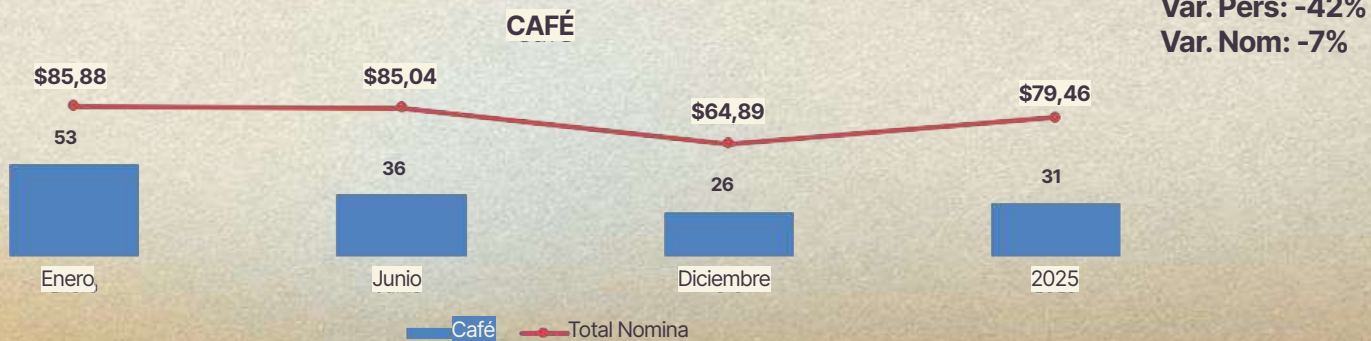 CAFÉ
Var. Pers: -42%
Var. Nom: -7%
$85,88
$85,04
$64,89
$79,46
53
36
26
31
Enero
Junio
Diciembre
2025
Café
Total Nomina